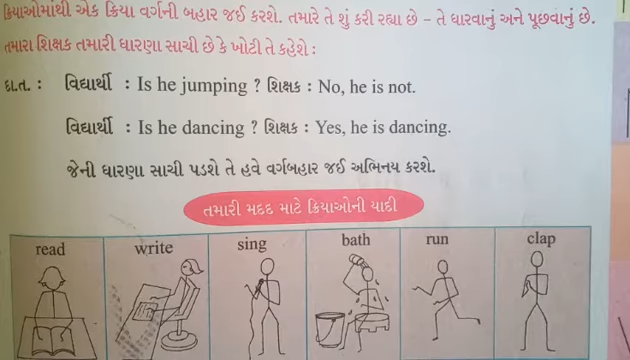 ક્રિયાઓમાંથી એક ક્રિયા વર્ગની બહાર જઈ કરશે. તમારે તે શું કરી રહ્યા છે – તે ધારવાનું અને પૂછવાનું છે.
તમારા શિક્ષક તમારી ધારણા સાચી છે કે ખોટી તે કહેશે :
દા.ત. : વિદ્યાર્થી : Is he jumping ? શિક્ષક : No, he is not.
વિદ્યાર્થી : Is he dancing ? શિક્ષક : Yes, he is dancing.
જેની ધારણા સાચી પડશે તે હવે વર્ગબહાર જઈ અભિનય કરશે.
તમારી મદદ માટે ક્રિયાઓની યાદી
read write sing bath run clap